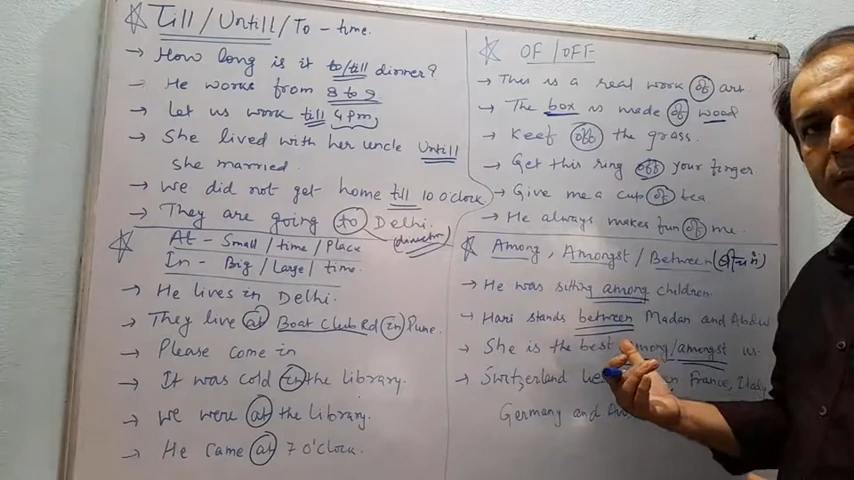 Till / Untill / To - time.
→ How long is it to/till dinner?
→ He works from 8 to 9
→ Let us work till 4 pm
→ She lived with her uncle Untill
she married.
→ We did not get home till 10 o'clock
→ They are going to Delhi.
(direction)
At - Small / time / Place
In - Big / Large / time.
→ He lives in Delhi.
→ They live at Boat Club Rd in Pune.
→ Please come in
→ It was cold in the Library.
→ We were at the Library.
→ He came at 7 o'clock.
OF / OFF
→ This is a real work of art
→ The box is made of wood
→ Keef off the grass.
→ Get this ring off your finger
→ Give me a cup of tea
→ He always makes fun of me.
Among, Amongst / Between (बीच में)
→ He was sitting among children.
→ Hari stands between Madan and
→ She is the best among / amongst us.
→ Switzerland France, Italy
Germany and